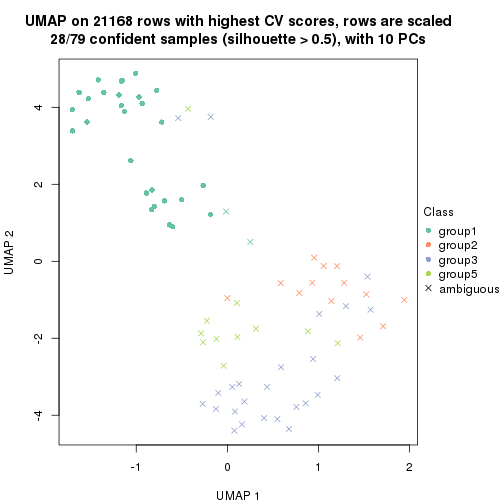 UMAP on 21168 rows with highest CV scores, rows are scaled
28/79 confident samples (silhouette > 0.5), with 10 PCs
4
2
0
-2
-4
UMAP 2
-1
0
1
2
UMAP 1
Class
group1
group2
group3
group5
ambiguous